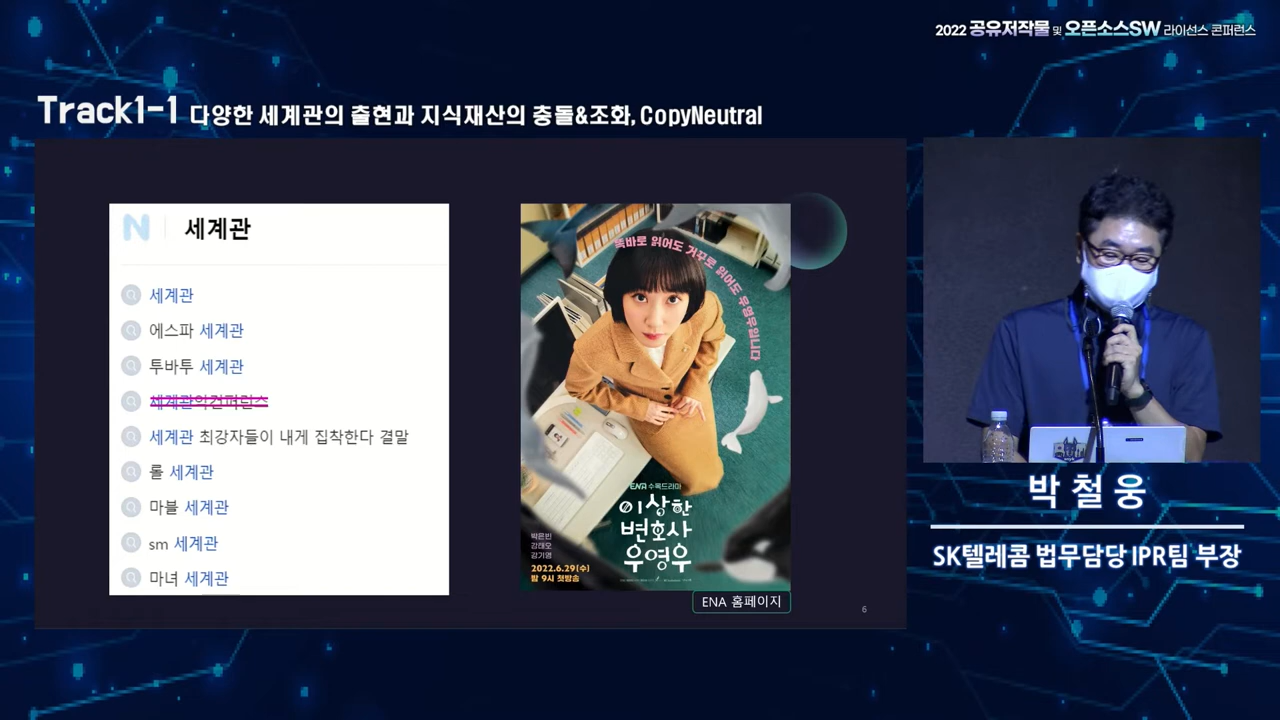 2022 공유저작물 및 오픈소스SW 라이선스 콘퍼런스
Track1-1 다양한 세계관의 출현과 지식재산의 충돌&조화, CopyNeutral
N 세계관
세계관
에스파 세계관
투바투 세계관
세계관 최강자들이 내게 집착한다 결말
롤 세계관
마블 세계관
sm 세계관
마녀 세계관
똑바로 읽어도 거꾸로 읽어도 우영우입니다
ENA 수목드라마
이상한
변호사
우영우
박은빈
강태오
강기영
2022.6.29(수)
밤 9시 첫방송
ENA 홈페이지
6
박철웅
SK텔레콤 법무담당 IPR팀 부장